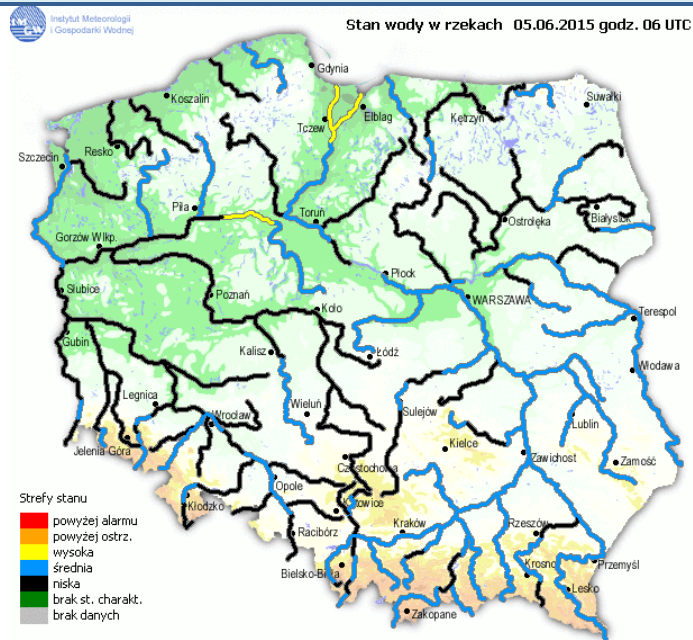 Instytut Meteorologii
i Gospodarki Wodnej
Stan wody w rzekach 05.06.2015 godz. 06 UTC
Gdynia
Koszalin
Suwałki
Tczew
Elbląg
Kętrzyn
Resko
Szczecin
Piła
Toruń
Ostrołęka
Białystok
Gorzów Wlkp.
Płock
Słubice
Poznań
Koło
WARSZAWA
Terespol
Gubin
Kalisz
Łódź
Włodawa
Legnica
Wieluń
Sulejów
Wrocław
Lublin
Jelenia Góra
Kielce
Zawichost
Zamość
Częstochowa
Opole
Kłodzko
Katowice
Kraków
Rzeszów
Racibórz
Bielsko-Biała
Krosno
Przemyśl
Lesko
Zakopane
Strefy stanu
powyżej alarmu
powyżej ostrz.
wysoka
średnia
niska
brak st. charakt.
brak danych